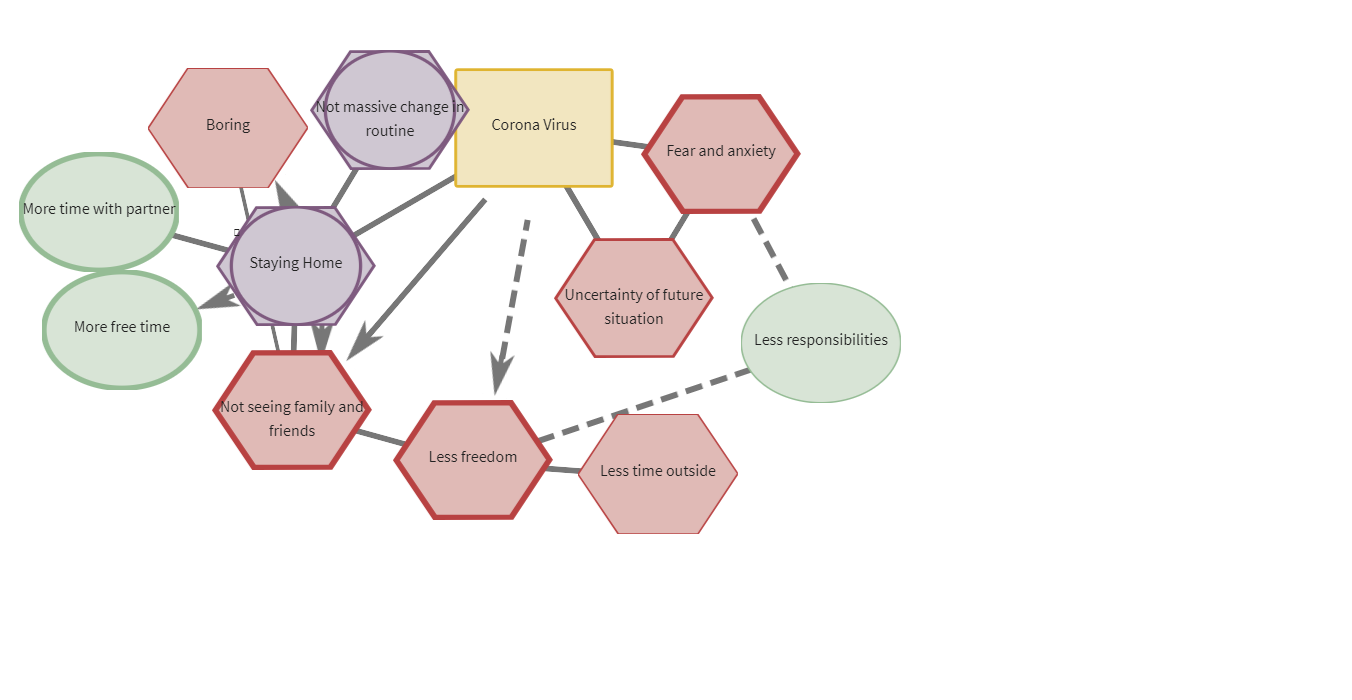 Not massive change in
routine
Boring
Corona Virus
Fear and anxiety
More time with partner
Staying Home
Uncertainty of future
situation
More free time
Less responsibilities
Not seeing family and
friends
Less freedom
Less time outside